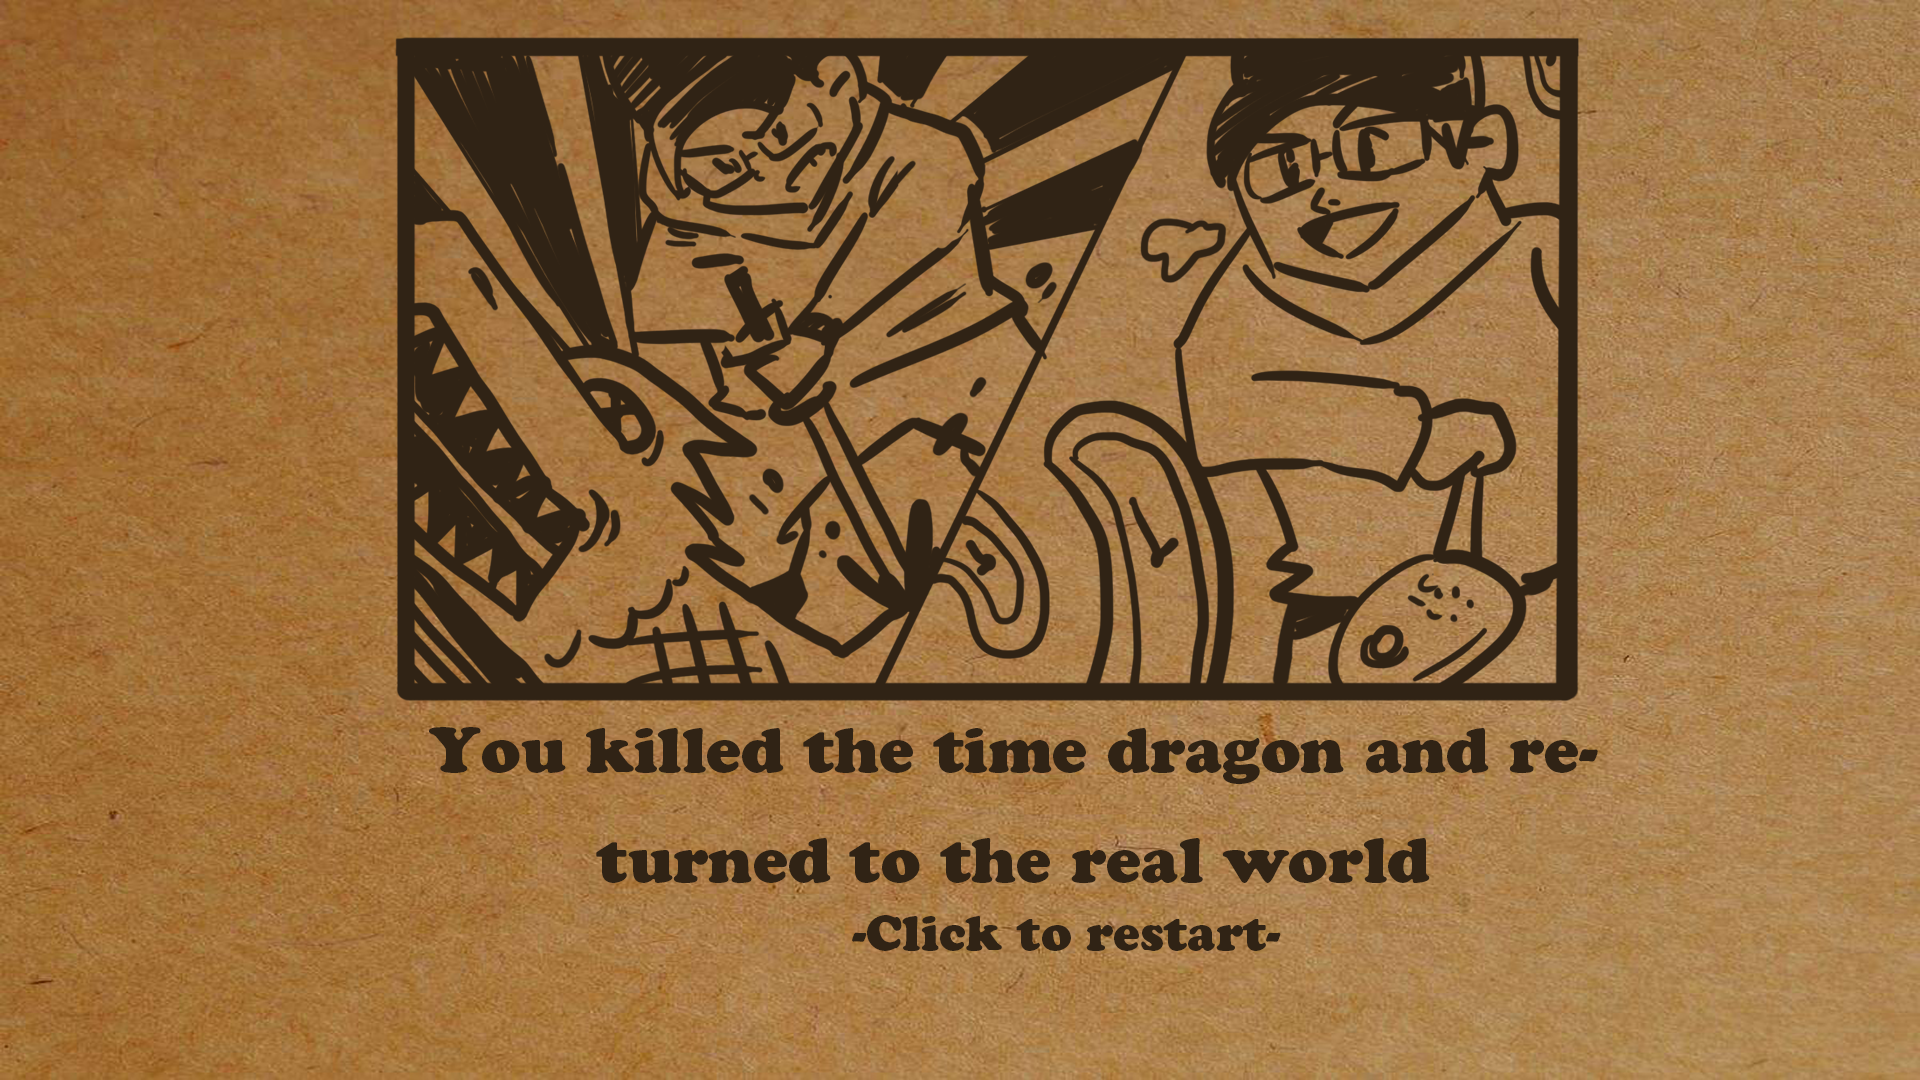 You killed the time dragon and re-
turned to the real world
-Click to restart-